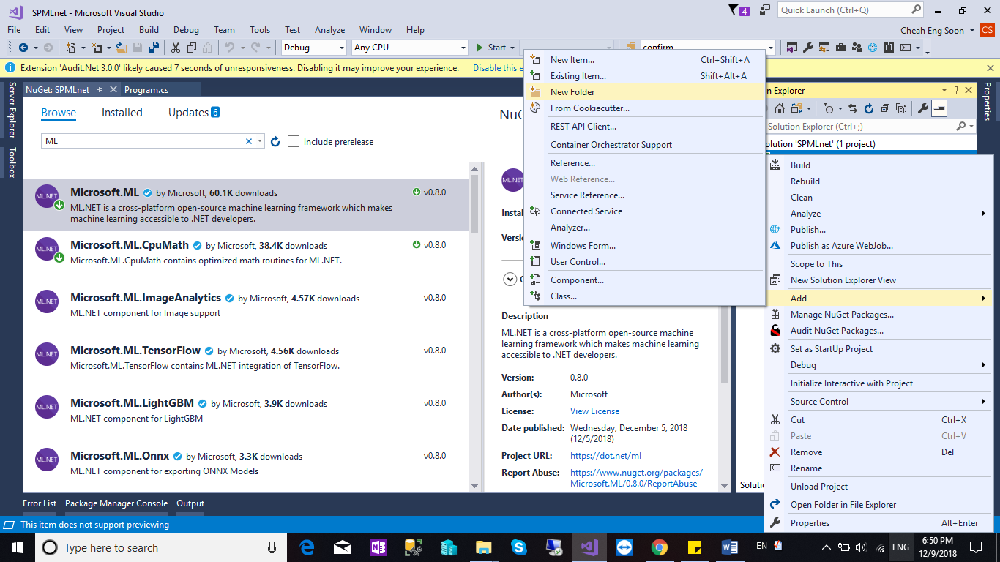 SPMLnet - Microsoft Visual Studio
4
Quick Launch (Ctrl+Q)
File Edit View Project Build Debug Team Tools Test Analyze Window Help
Cheah Eng Soon
CS
Debug
Any CPU
Start
confirm
Extension 'Audit.Net 3.0.0' likely caused 7 seconds of unresponsiveness. Disabling it may improve your experience.
Disable this
Server Explorer
Toolbox
NuGet: SPMLnet
Program.cs
Browse
Installed
Updates 6
ML
Include prerelease
ML.NET
Microsoft.ML by Microsoft, 60.1K downloads
v0.8.0
ML.NET is a cross-platform open-source machine learning framework which makes
machine learning accessible to .NET developers.
ML.NET
Microsoft.ML.CpuMath by Microsoft, 38.4K downloads
v0.8.0
Microsoft.ML.CpuMath contains optimized math routines for ML.NET.
ML.NET
Microsoft.ML.ImageAnalytics by Microsoft, 4.57K downloads
v0.8.0
ML.NET component for Image support
ML.NET
Microsoft.ML.TensorFlow by Microsoft, 4.56K downloads
v0.8.0
Microsoft.ML.TensorFlow contains ML.NET integration of TensorFlow.
ML.NET
Microsoft.ML.LightGBM by Microsoft, 3.9K downloads
v0.8.0
ML.NET component for LightGBM
ML.NET
Microsoft.ML.Onnx by Microsoft, 3.3K downloads
v0.8.0
ML.NET component for exporting ONNX Models
NuG
ML.NET
Instal
Versio
Description
ML.NET is a cross-platform open-source machine
learning framework which makes machine learning
accessible to .NET developers.
Version: 0.8.0
Author(s): Microsoft
License: View License
Date published: Wednesday, December 5, 2018
(12/5/2018)
Project URL: https://dot.net/ml
Report Abuse: https://www.nuget.org/packages/
Microsoft.ML/0.8.0/ReportAbuse
New Item... Ctrl+Shift+A
Existing Item... Shift+Alt+A
New Folder
From Cookiecutter...
REST API Client...
Container Orchestrator Support
Reference...
Web Reference...
Service Reference...
Connected Service
Analyzer...
Windows Form...
User Control...
Component...
Class...
n Explorer
Solution Explorer (Ctrl+;)
olution 'SPMLnet' (1 project)
Properties
Build
Rebuild
Clean
Analyze
Publish...
Publish as Azure WebJob...
Scope to This
New Solution Explorer View
Add
Manage NuGet Packages...
Audit NuGet Packages...
Set as StartUp Project
Debug
Initialize Interactive with Project
Source Control
Cut Ctrl+X
Paste Ctrl+V
Remove Del
Rename
Unload Project
Open Folder in File Explorer
Properties Alt+Enter
Solutio
Error List Package Manager Console Output
This item does not support previewing
Type here to search
EN
ENG
6:50 PM
12/9/2018